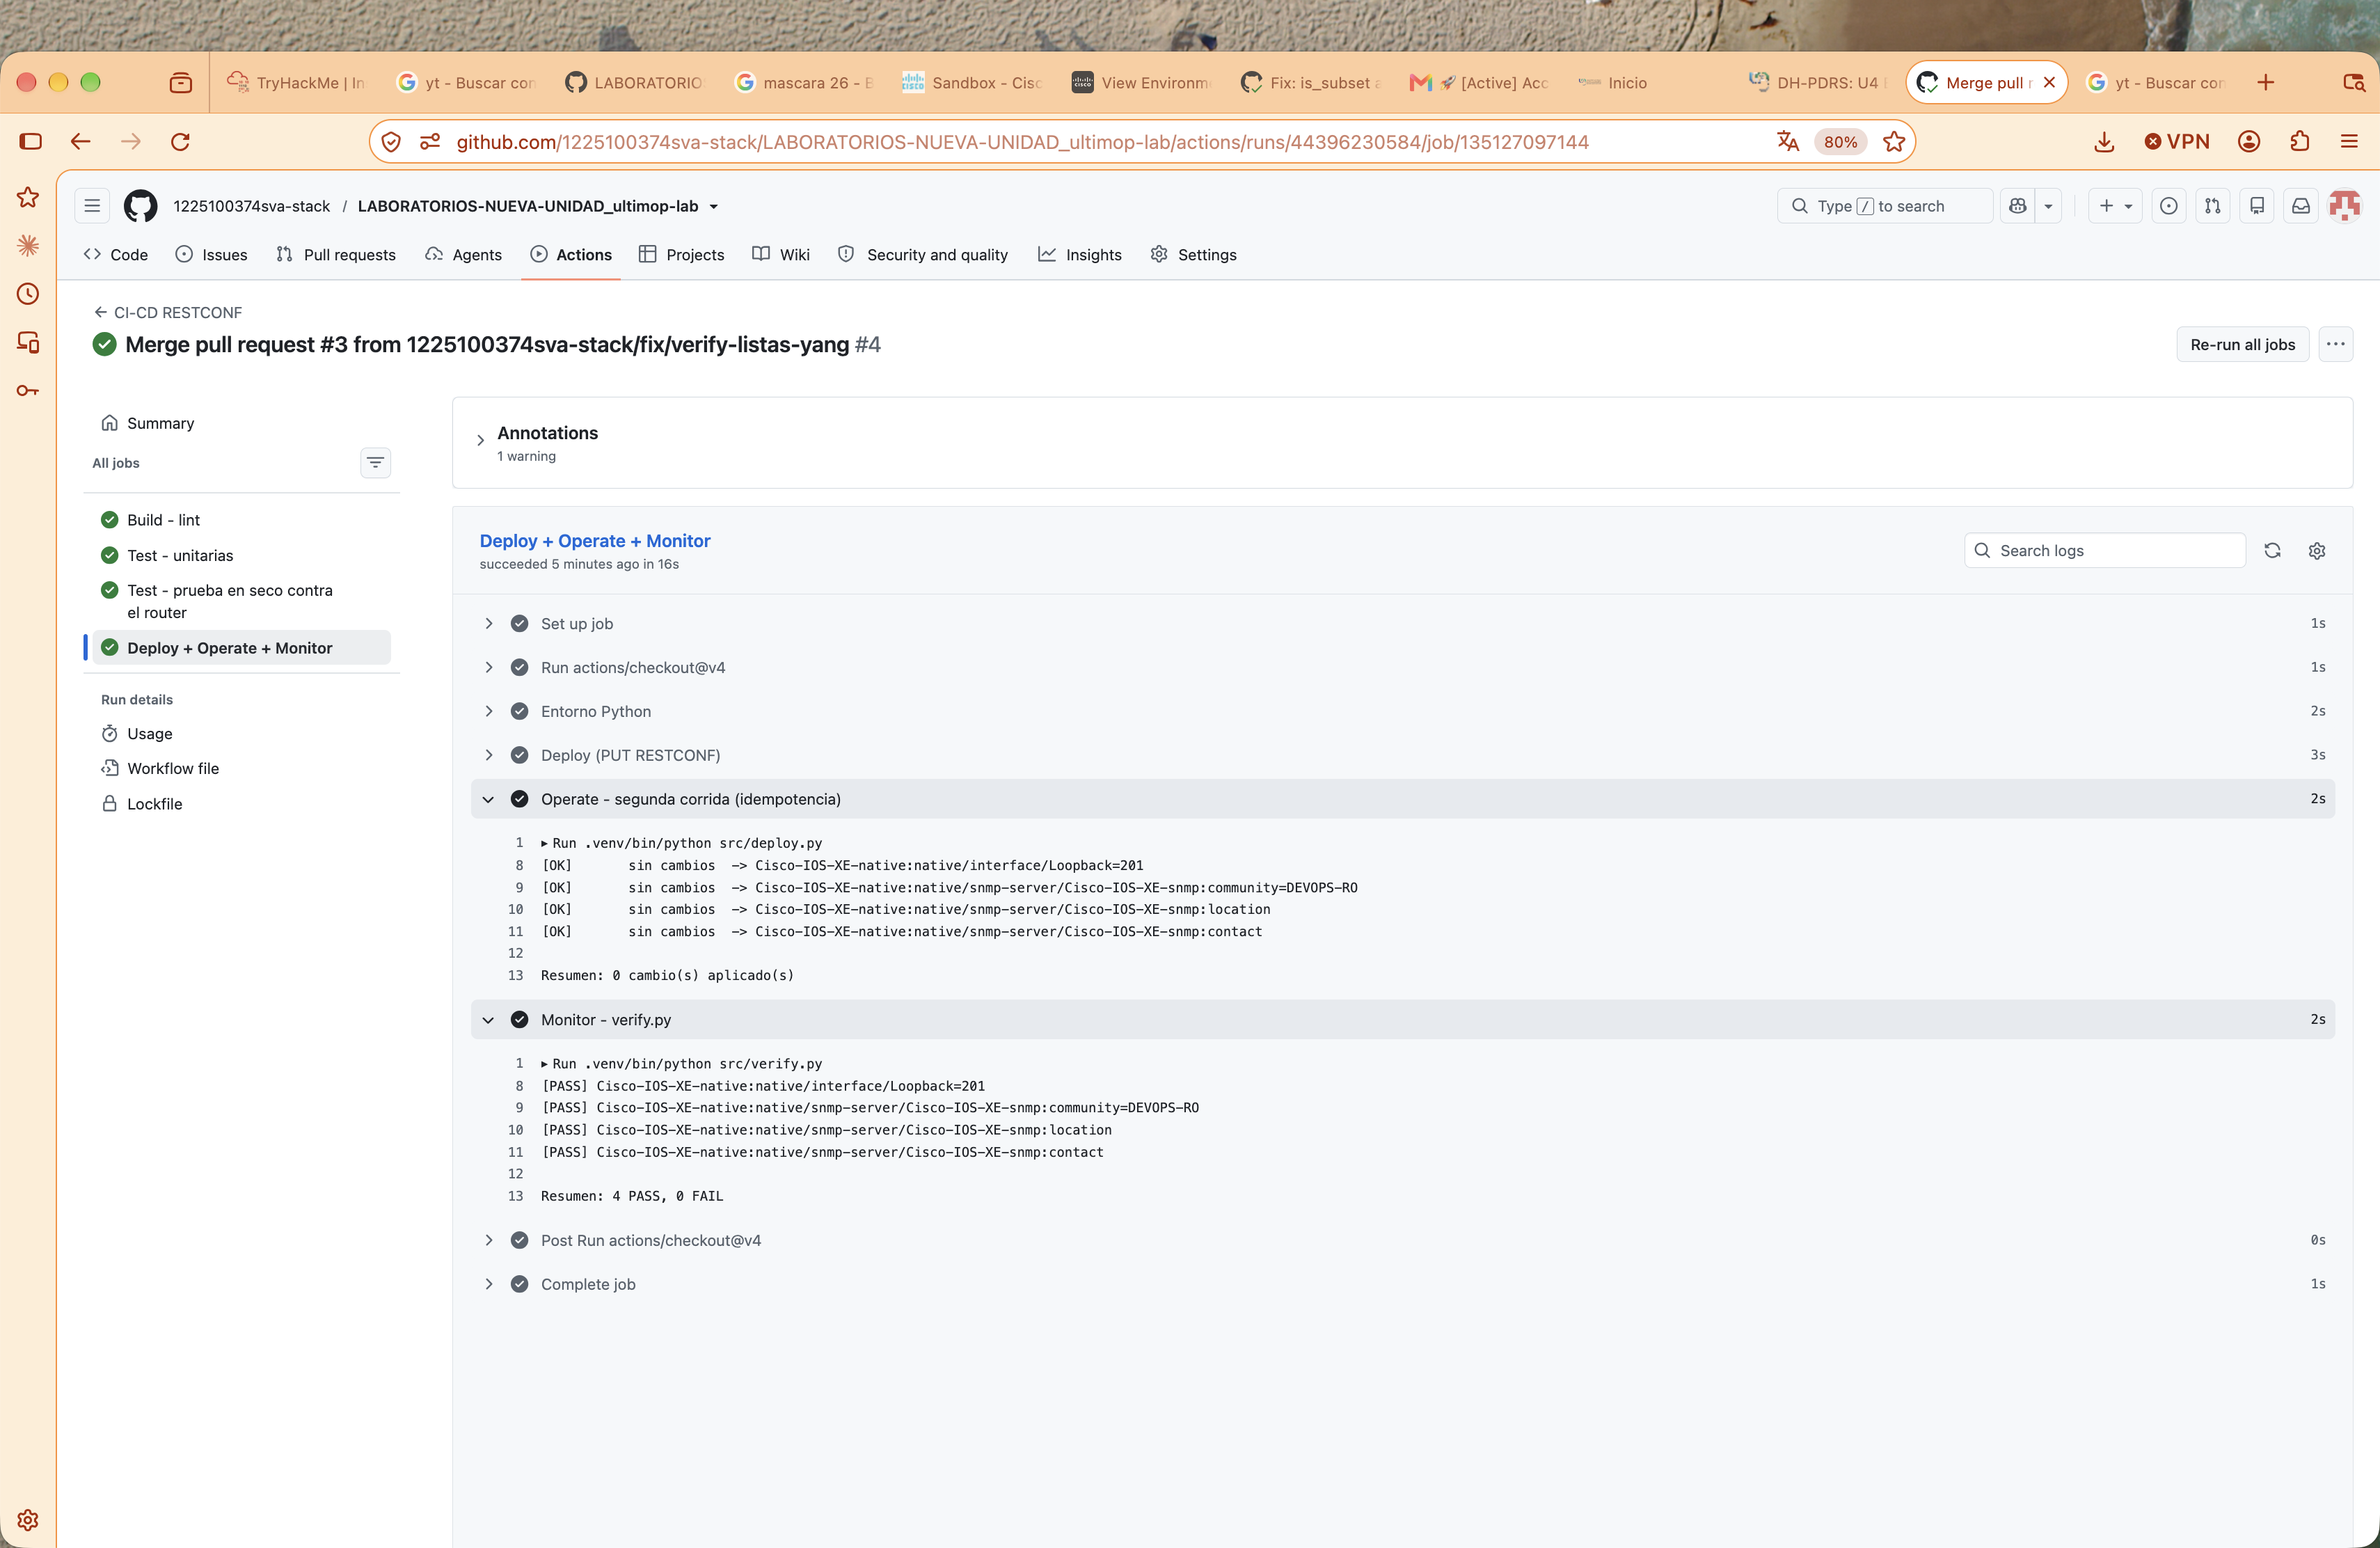 TryHackMe | In
yt - Buscar con
LABORATORIO
mascara 26 - B
Sandbox - Cisc
View Environm
Fix: is_subset a
[Active] Acc
Inicio
DH-PDRS: U4
Merge pull r
yt - Buscar con
github.com/1225100374sva-stack/LABORATORIOS-NUEVA-UNIDAD_ultimop-lab/actions/runs/44396230584/job/135127097144
80%
VPN
1225100374sva-stack / LABORATORIOS-NUEVA-UNIDAD_ultimop-lab
Type / to search
Code
Issues
Pull requests
Agents
Actions
Projects
Wiki
Security and quality
Insights
Settings
CI-CD RESTCONF
Merge pull request #3 from 1225100374sva-stack/fix/verify-listas-yang #4
Re-run all jobs
Summary
All jobs
Build - lint
Test - unitarias
Test - prueba en seco contra
el router
Deploy + Operate + Monitor
Run details
Usage
Workflow file
Lockfile
Annotations
1 warning
Deploy + Operate + Monitor
succeeded 5 minutes ago in 16s
Search logs
Set up job 1s
Run actions/checkout@v4 1s
Entorno Python 2s
Deploy (PUT RESTCONF) 3s
Operate - segunda corrida (idempotencia) 2s
1 Run .venv/bin/python src/deploy.py
8 [OK] sin cambios -> Cisco-IOS-XE-native:native/interface/Loopback=201
9 [OK] sin cambios -> Cisco-IOS-XE-native:native/snmp-server/Cisco-IOS-XE-snmp:community=DEVOPS-RO
10 [OK] sin cambios -> Cisco-IOS-XE-native:native/snmp-server/Cisco-IOS-XE-snmp:location
11 [OK] sin cambios -> Cisco-IOS-XE-native:native/snmp-server/Cisco-IOS-XE-snmp:contact
12
13 Resumen: 0 cambio(s) aplicado(s)
Monitor - verify.py 2s
1 Run .venv/bin/python src/verify.py
8 [PASS] Cisco-IOS-XE-native:native/interface/Loopback=201
9 [PASS] Cisco-IOS-XE-native:native/snmp-server/Cisco-IOS-XE-snmp:community=DEVOPS-RO
10 [PASS] Cisco-IOS-XE-native:native/snmp-server/Cisco-IOS-XE-snmp:location
11 [PASS] Cisco-IOS-XE-native:native/snmp-server/Cisco-IOS-XE-snmp:contact
12
13 Resumen: 4 PASS, 0 FAIL
Post Run actions/checkout@v4 0s
Complete job 1s